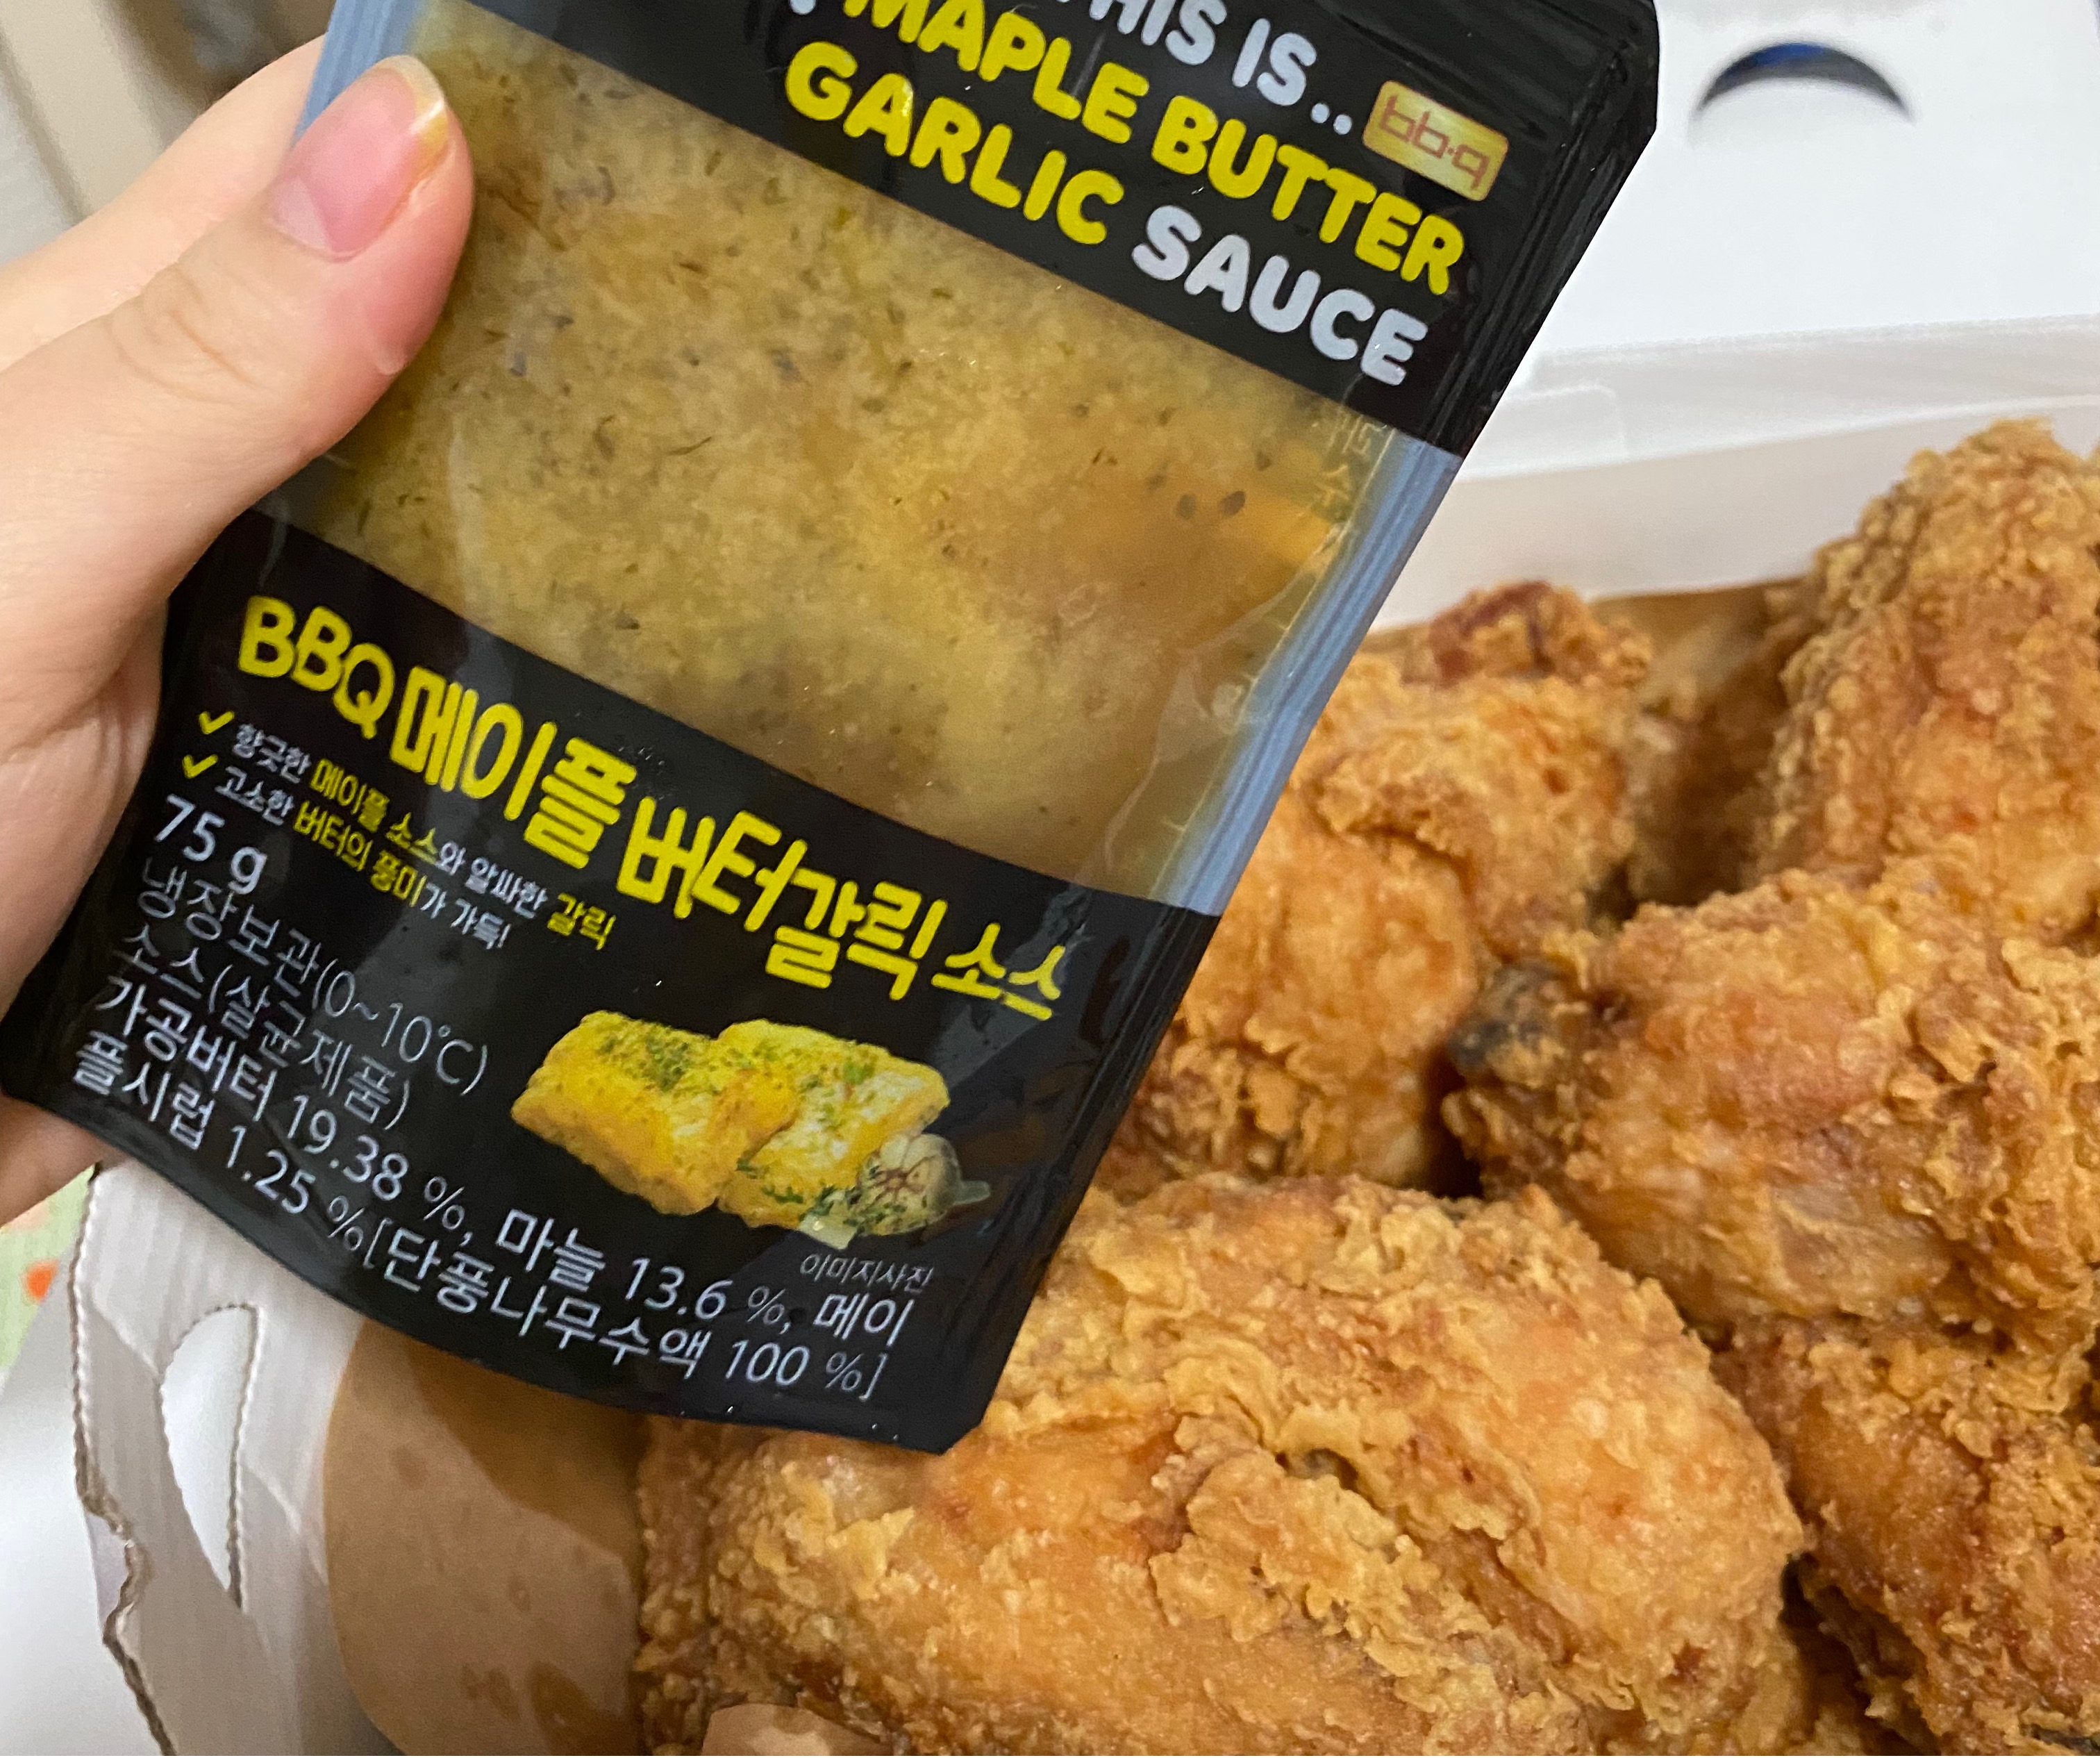 THIS IS..
bb.q
MAPLE BUTTER
GARLIC SAUCE
BBQ 메이플 버터갈릭 소스
향긋한 메이플 소스와 알싸한 갈릭
고소한 버터의 풍미가 가득!
75 g
냉장보관(0~10℃)
소스(살균제품)
가공버터 19.38 %, 마늘 13.6 %, 메이
플시럽 1.25 %[단풍나무수액 100 %]
이미지사진